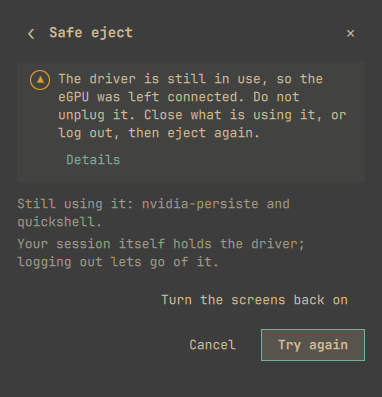 ‹ Safe eject ×
The driver is still in use, so the
eGPU was left connected. Do not
unplug it. Close what is using it, or
log out, then eject again.
Details
Still using it: nvidia-persiste and
quickshell.
Your session itself holds the driver;
logging out lets go of it.
Turn the screens back on
Cancel Try again